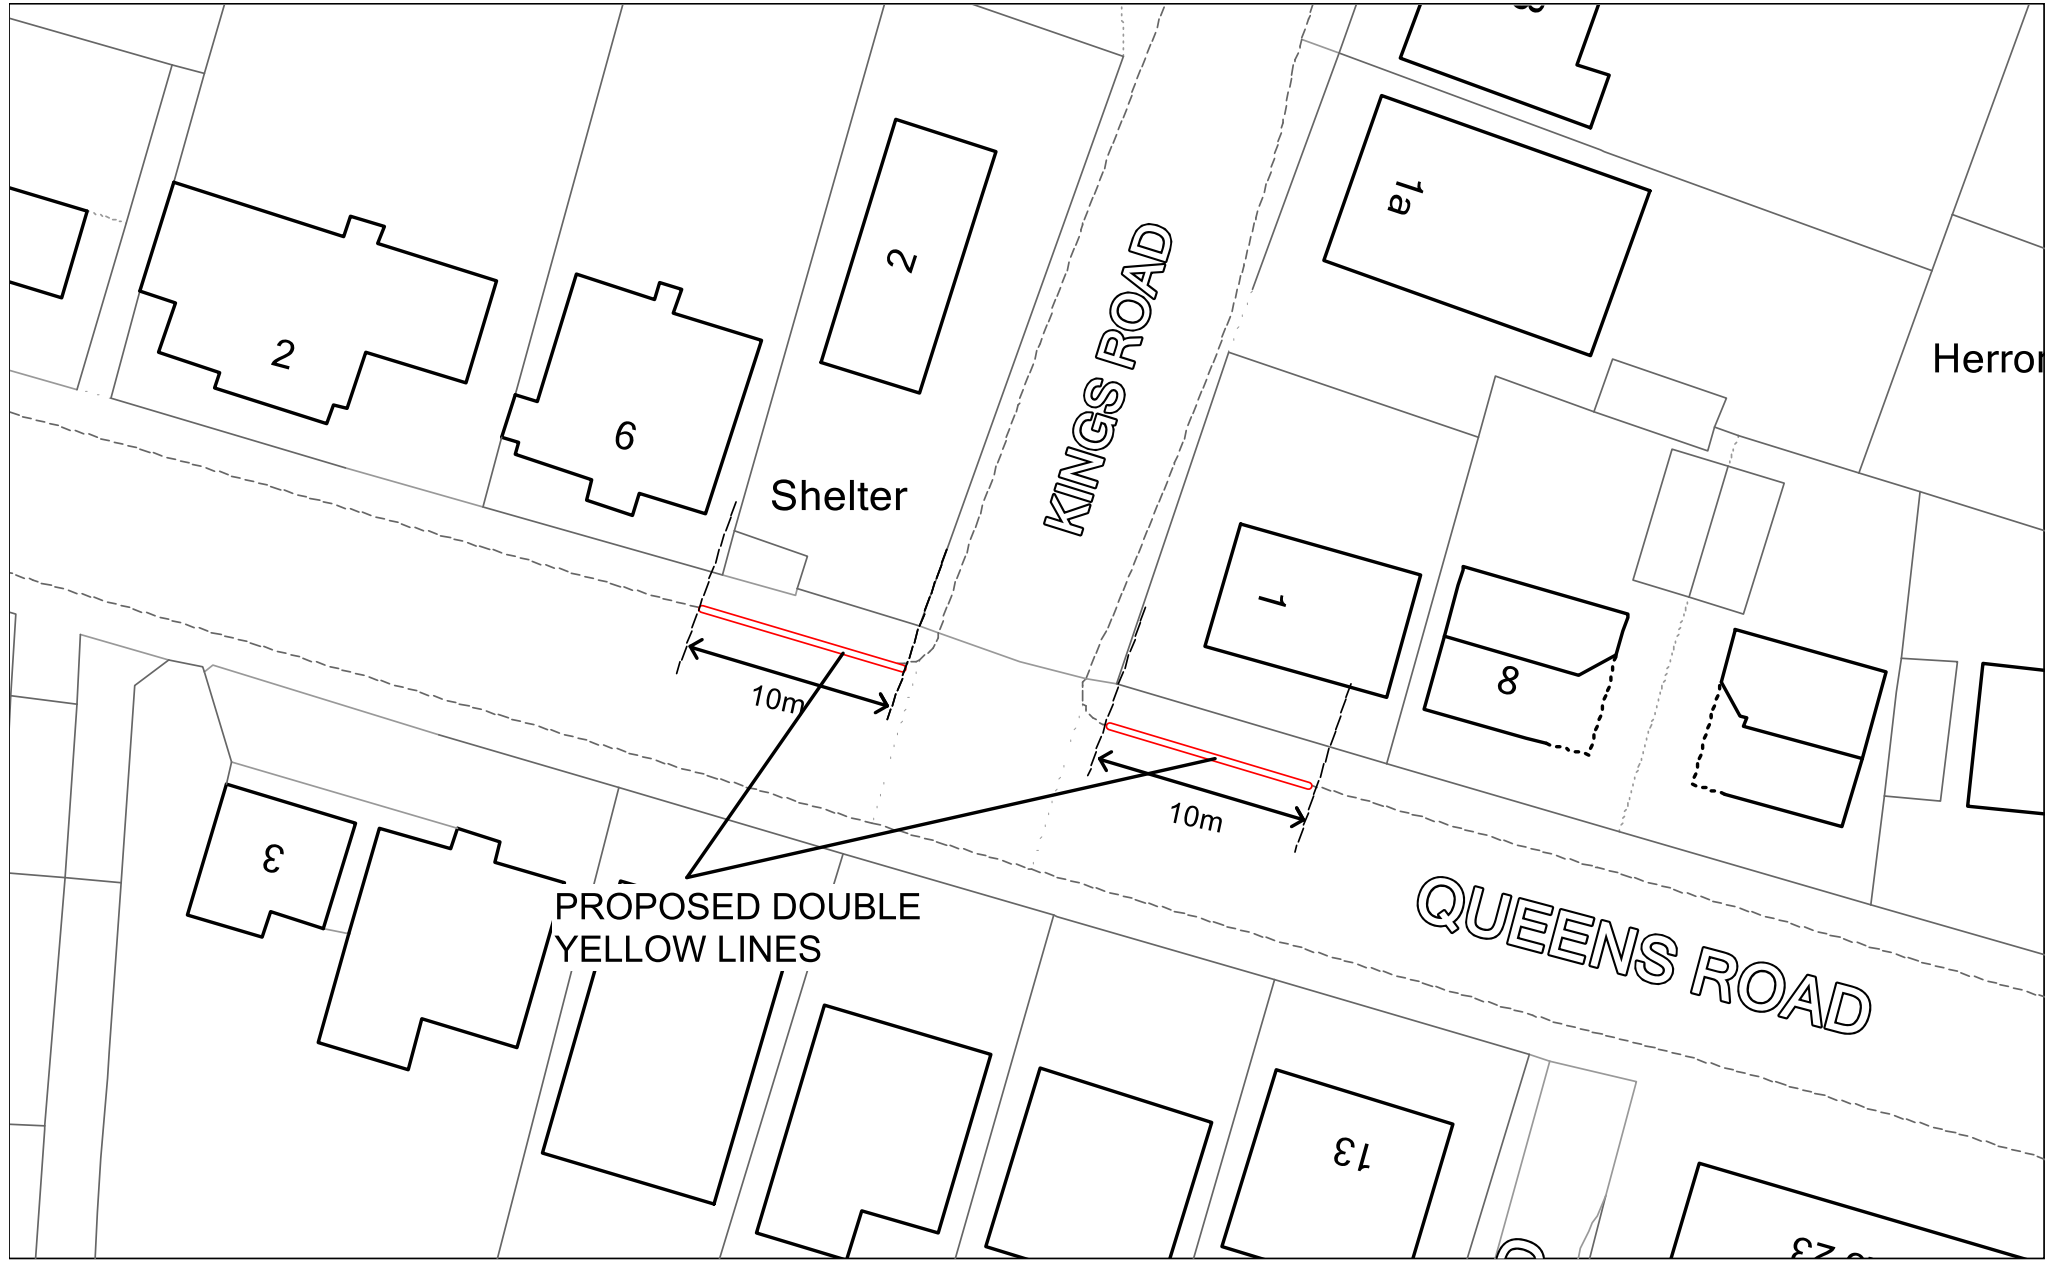 1a
2
KINGS ROAD
Herron
2
6
Shelter
1
8
10m
10m
3
PROPOSED DOUBLE
YELLOW LINES
QUEENS ROAD
13
23